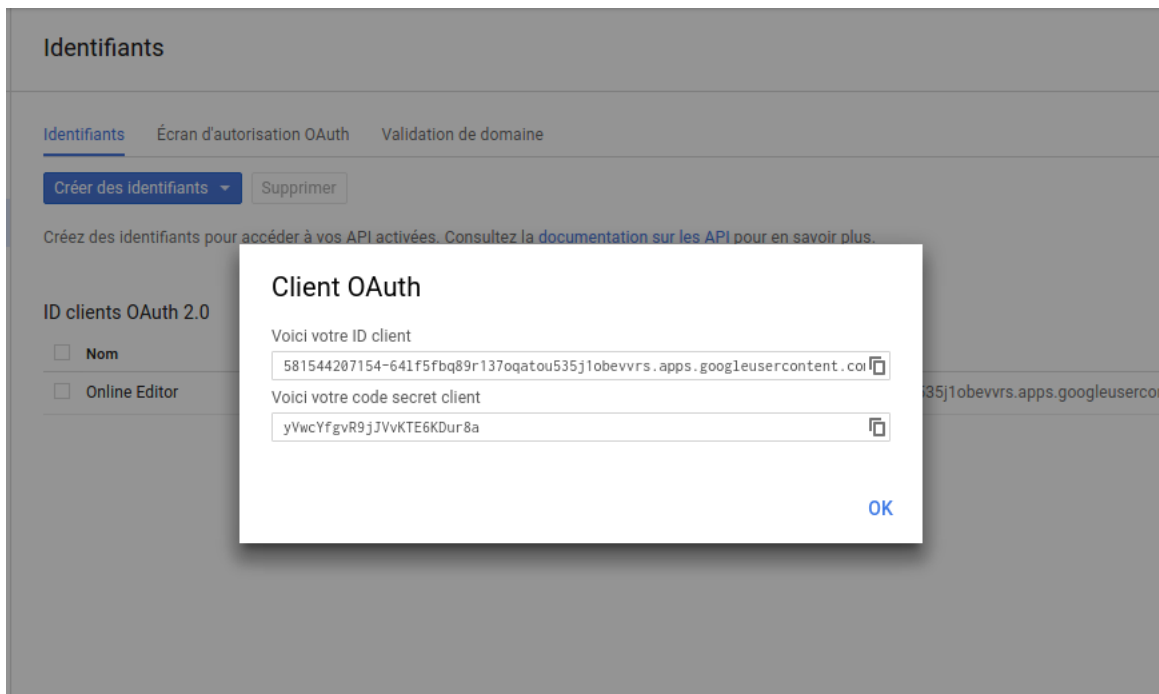 Identifiants
Identifiants Écran d'autorisation OAuth Validation de domaine
Créer des identifiants Supprimer
Créez des identifiants pour accéder à vos API activées. Consultez la documentation sur les API pour en savoir plus.
Client OAuth
ID clients OAuth 2.0
Voici votre ID client
Nom
581544207154-64lf5fbq89r137oqatou535j1obevvrs.apps.googleusercontent.co
Online Editor
535j1obevvrs.apps.googleuserco
Voici votre code secret client
yVwcYfgvR9jJVvKTE6KDur8a
OK